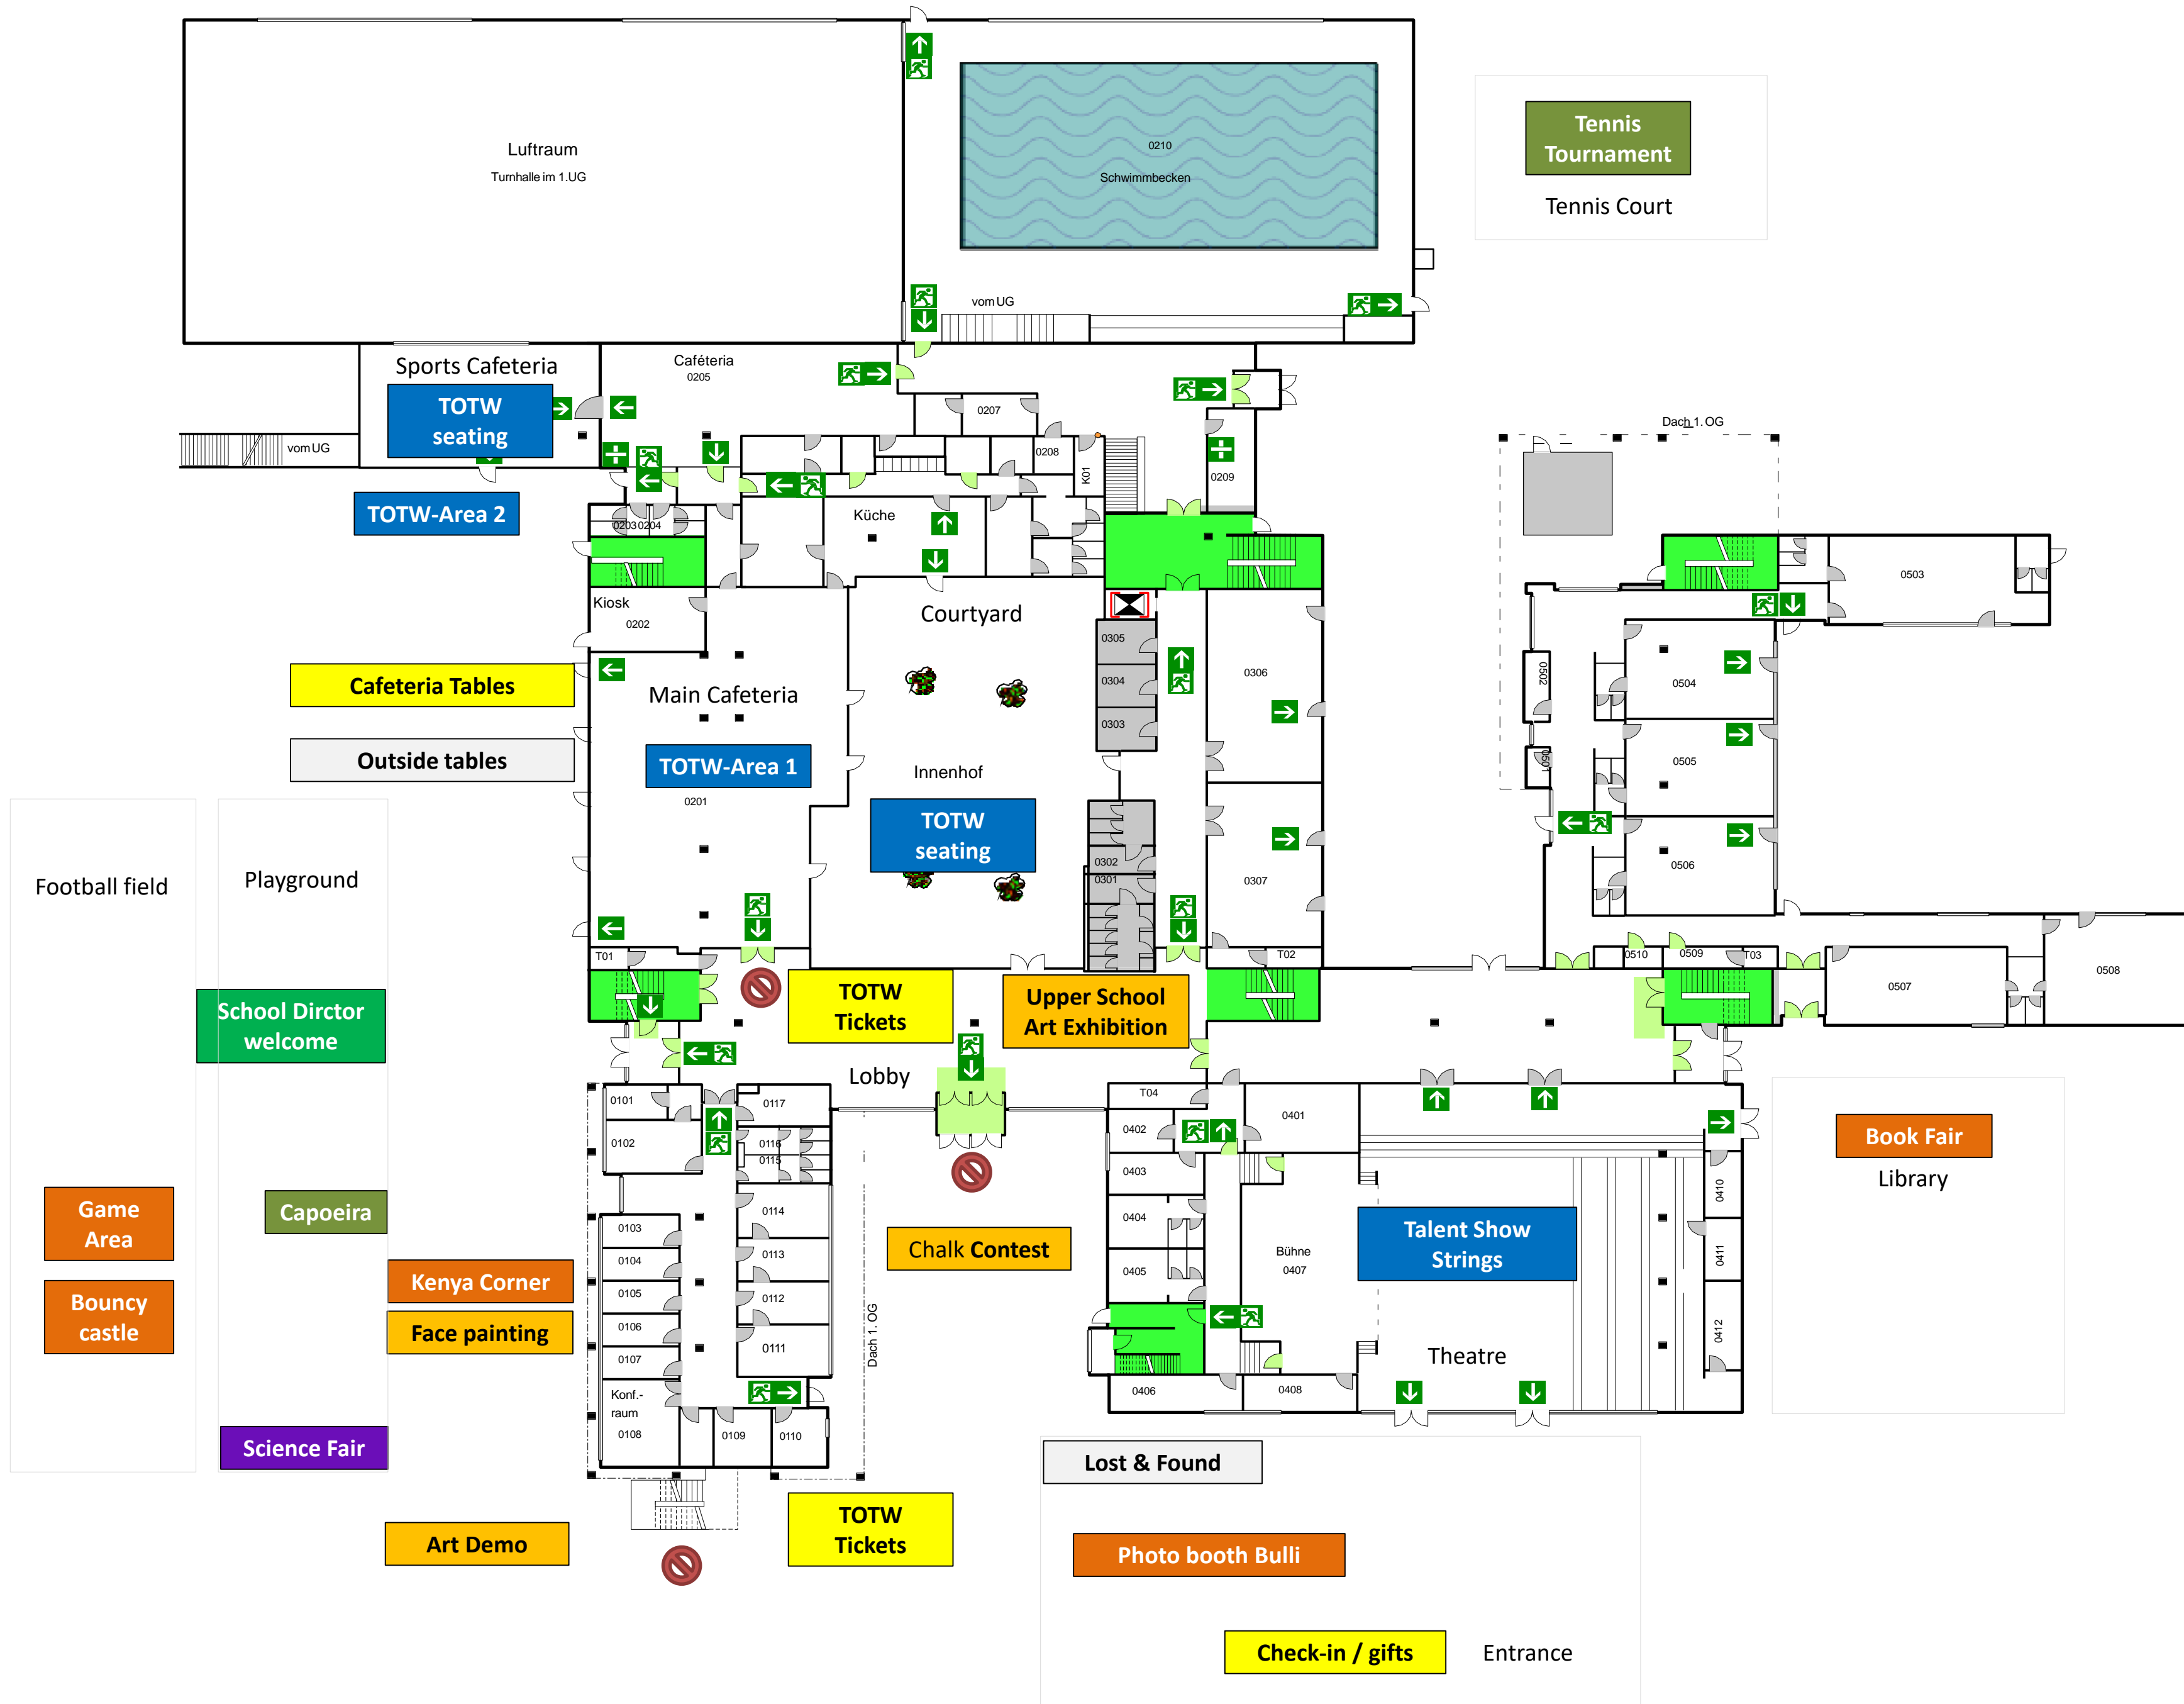 Luftraum
Turnhalle im 1.UG
0210
Schwimmbecken
vom UG
Tennis
Tournament
Tennis Court
Sports Cafeteria
TOTW
seating
vom UG
TOTW-Area 2
Caféteria
0205
0207
0208
K01
0209
0203
0204
Küche
Kiosk
0202
Courtyard
Dach 1. OG
0503
0502
0501
0504
0505
0506
0305
0304
0303
0306
Cafeteria Tables
Outside tables
Main Cafeteria
TOTW-Area 1
0201
Innenhof
TOTW
seating
0302
0301
0307
Football field
Playground
T01
T02
0510
0509
T03
0507
0508
School Dirctor
welcome
TOTW
Tickets
Upper School
Art Exhibition
Lobby
0101
0102
0117
0116
0115
T04
0401
0402
0403
0404
0405
0410
0411
0412
Book Fair
Library
Game
Area
Bouncy
castle
Capoeira
Kenya Corner
Face painting
0103
0104
0105
0106
0107
Konf.-
raum
0108
0114
0113
0112
0111
0109
0110
Dach 1. OG
Chalk Contest
Bühne
0407
Talent Show
Strings
Theatre
0406
0408
Science Fair
Art Demo
TOTW
Tickets
Lost & Found
Photo booth Bulli
Check-in / gifts
Entrance